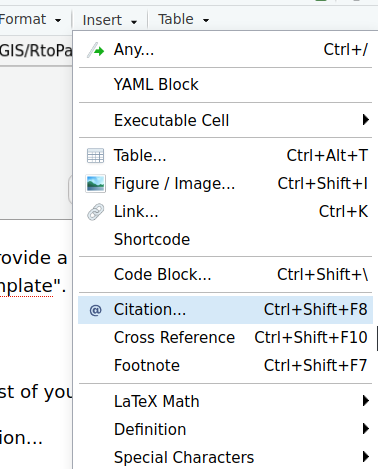 Format Insert Table
GIS/RtoPa
Any... Ctrl+/
YAML Block
Executable Cell
Table... Ctrl+Alt+T
Figure / Image... Ctrl+Shift+I
Link... Ctrl+K
Shortcode
rovide a
Code Block... Ctrl+Shift+\
nplate".
@ Citation... Ctrl+Shift+F8
Cross Reference Ctrl+Shift+F10
Footnote Ctrl+Shift+F7
st of you
LaTeX Math
Definition
ion...
Special Characters